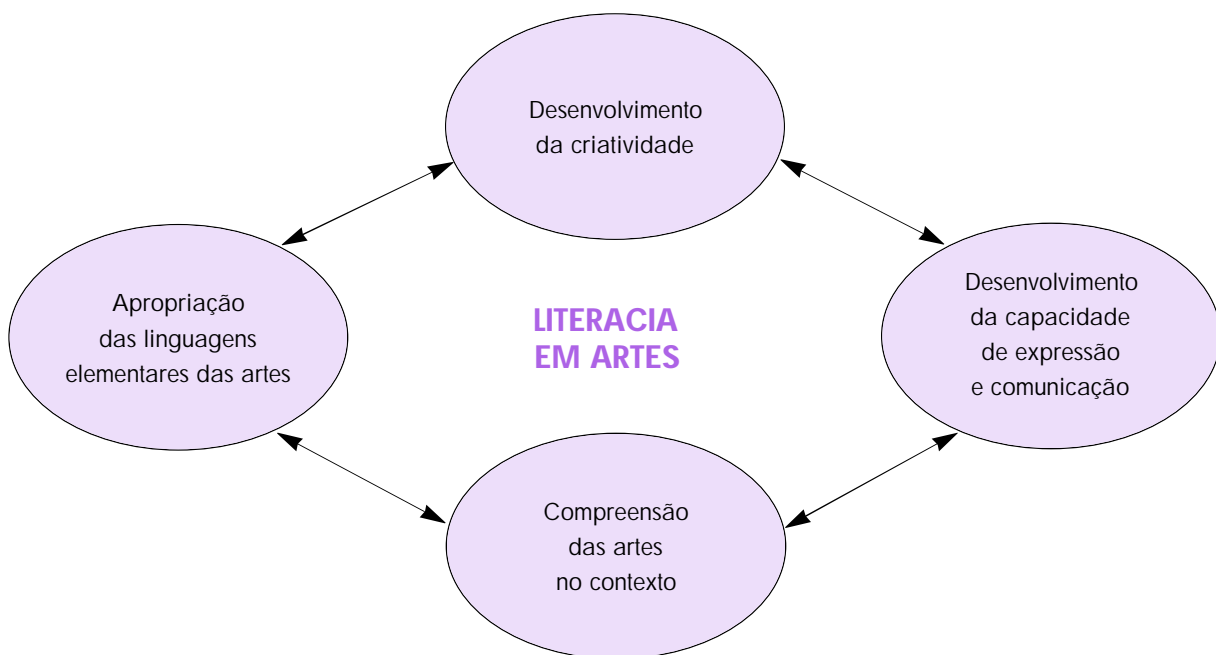 Desenvolvimento
da criatividade
Apropriação
das linguagens
elementares das artes
LITERACIA
EM ARTES
Desenvolvimento
da capacidade
de expressão
e comunicação
Compreensão
das artes
no contexto